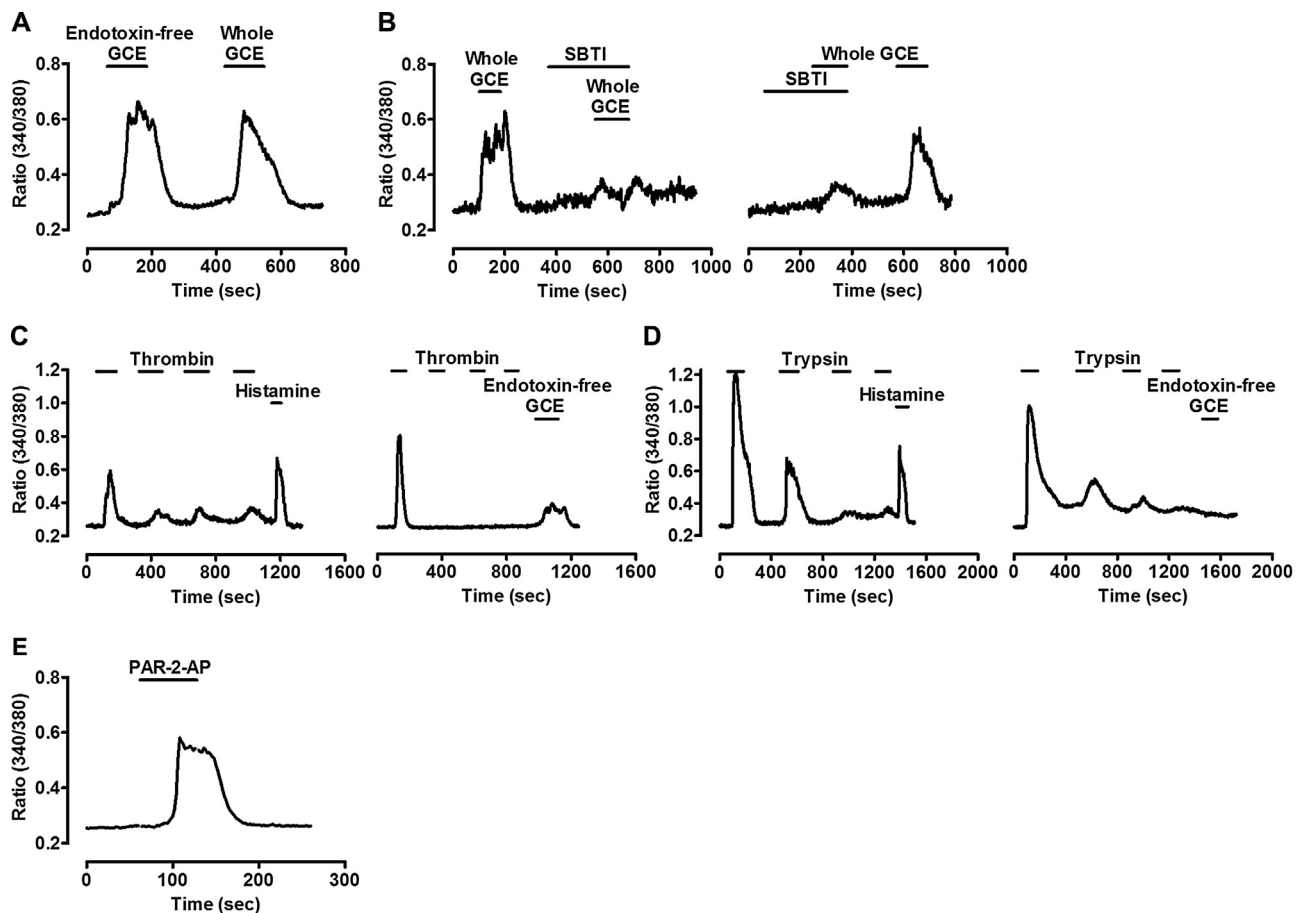 A
Endotoxin-free
GCE
Whole
GCE
Ratio (340/380)
0.8
0.6
0.4
0.2
0 200 400 600 800
Time (sec)
B
Whole
GCE
SBTI
Whole
GCE
Ratio (340/380)
0.8
0.6
0.4
0.2
0 200 400 600 800 1000
Time (sec)
Whole GCE
SBTI
0 200 400 600 800 1000
Time (sec)
C
Thrombin
Histamine
Ratio (340/380)
1.2
1.0
0.8
0.6
0.4
0.2
0 400 800 1200 1600
Time (sec)
Thrombin
Endotoxin-free
GCE
0 400 800 1200 1600
Time (sec)
D
Trypsin
Histamine
Ratio (340/380)
1.2
1.0
0.8
0.6
0.4
0.2
0 400 800 1200 1600 2000
Time (sec)
Trypsin
Endotoxin-free
GCE
0 400 800 1200 1600 2000
Time (sec)
E
PAR-2-AP
Ratio (340/380)
0.8
0.6
0.4
0.2
0 100 200 300
Time (sec)